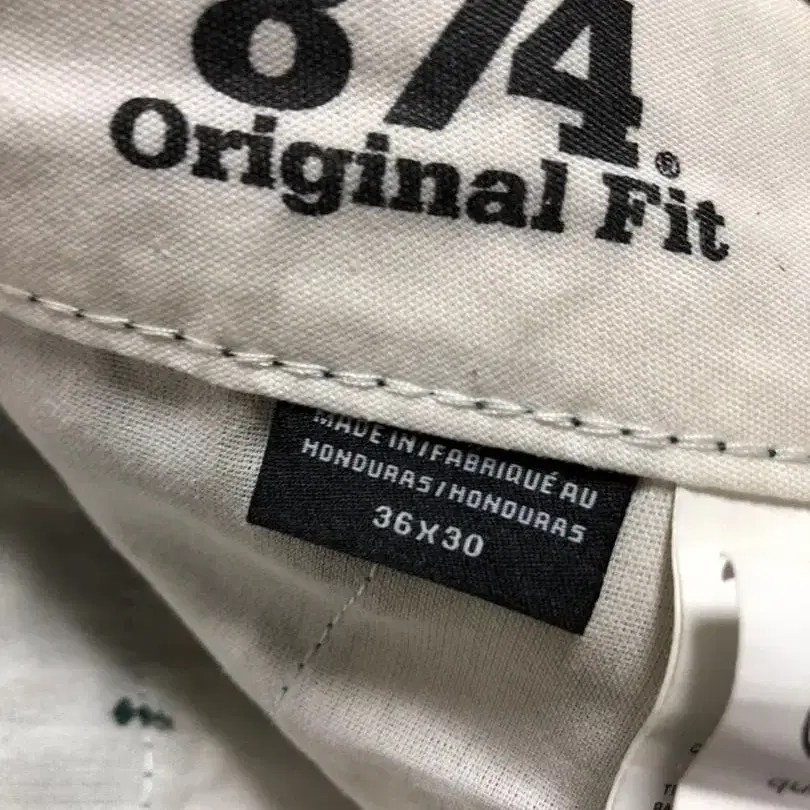 874®
Original Fit
MADE IN/FABRIQUÉ AU
HONDURAS/HONDURAS
36X30